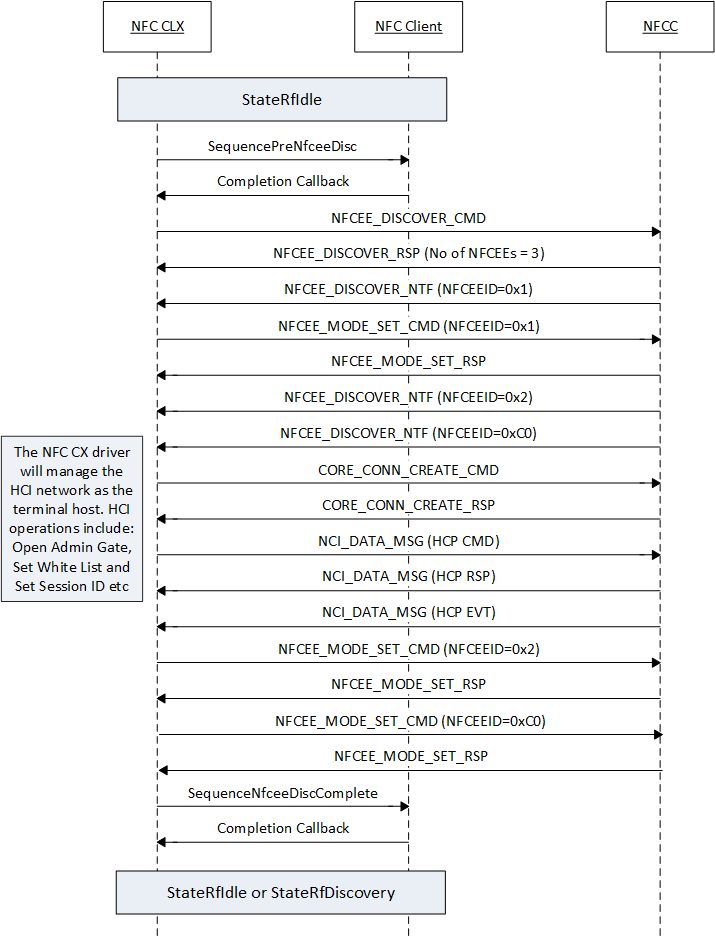 NFC CLX
NFC Client
NFCC
StateRfIdle
SequencePreNfceeDisc
Completion Callback
NFCEE_DISCOVER_CMD
NFCEE_DISCOVER_RSP (No of NFCEEs = 3)
NFCEE_DISCOVER_NTF (NFCEEID=0x1)
NFCEE_MODE_SET_CMD (NFCEEID=0x1)
NFCEE_MODE_SET_RSP
NFCEE_DISCOVER_NTF (NFCEEID=0x2)
NFCEE_DISCOVER_NTF (NFCEEID=0xC0)
The NFC CX driver
will manage the
HCI network as the
terminal host. HCI
operations include:
Open Admin Gate,
Set White List and
Set Session ID etc
CORE_CONN_CREATE_CMD
CORE_CONN_CREATE_RSP
NCI_DATA_MSG (HCP CMD)
NCI_DATA_MSG (HCP RSP)
NCI_DATA_MSG (HCP EVT)
NFCEE_MODE_SET_CMD (NFCEEID=0x2)
NFCEE_MODE_SET_RSP
NFCEE_MODE_SET_CMD (NFCEEID=0xC0)
NFCEE_MODE_SET_RSP
SequenceNfceeDiscComplete
Completion Callback
StateRfIdle or StateRfDiscovery